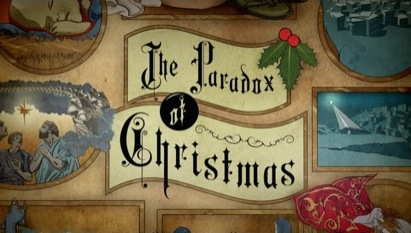 The Paradox
of
Christmas